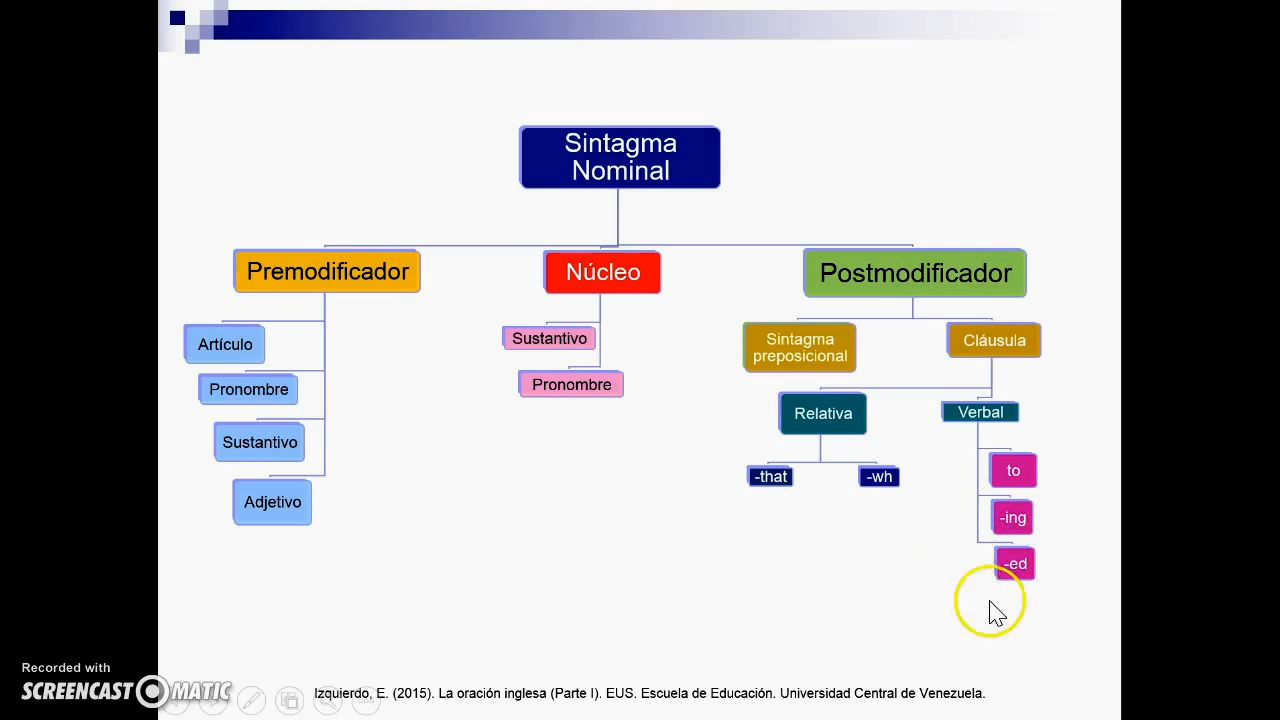 Sintagma
Nominal
Premodificador
Núcleo
Postmodificador
Artículo
Pronombre
Sustantivo
Adjetivo
Sustantivo
Pronombre
Sintagma
preposicional
Cláusula
Relativa
Verbal
-that
-wh
to
-ing
-ed
Recorded with
SCREENCAST MATIC
Izquierdo, E. (2015). La oración inglesa (Parte I). EUS. Escuela de Educación. Universidad Central de Venezuela.